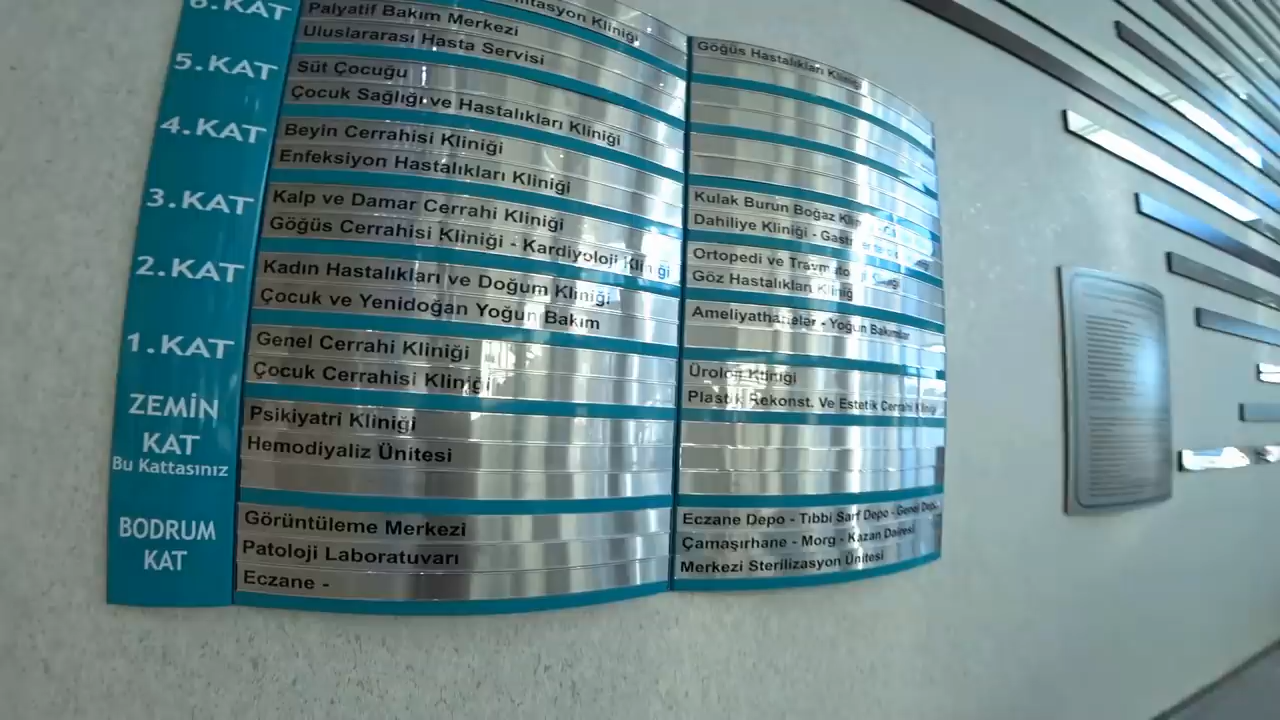 6.KAT
Kliniği
Palyatif Bakım Merkezi
Uluslararası Hasta Servisi
Göğüs Hastalıkları
5.KAT
Süt Çocuğu
Çocuk Sağlığı ve Hastalıkları Kliniği
4.KAT
Beyin Cerrahisi Kliniği
Enfeksiyon Hastalıkları Kliniği
Kulak Burun Boğaz
Dahiliye Kliniği -
3.KAT
Kalp ve Damar Cerrahi Kliniği
Göğüs Cerrahisi Kliniği - Kardiyoloji Kliniği
Ortopedi ve
Göz Hastalıkları Kliniği
2.KAT
Kadın Hastalıkları ve Doğum Kliniği
Çocuk ve Yenidoğan Yoğun Bakım
Ameliyathaneler - Yoğun Bakımlar
1.KAT
Genel Cerrahi Kliniği
Çocuk Cerrahisi Kliniği
Üroloji Kliniği
Plastik Rekonst. Ve Estetik Cerrahi Kliniği
ZEMİN
KAT
Bu Kattasınız
Psikiyatri Kliniği
Hemodiyaliz Ünitesi
BODRUM
KAT
Görüntüleme Merkezi
Patoloji Laboratuvarı
Eczane -
Eczane Depo - Tıbbi Sarf Depo - Genel
Çamaşırhane - Morg - Kazan Dairesi
Merkezi Sterilizasyon Ünitesi